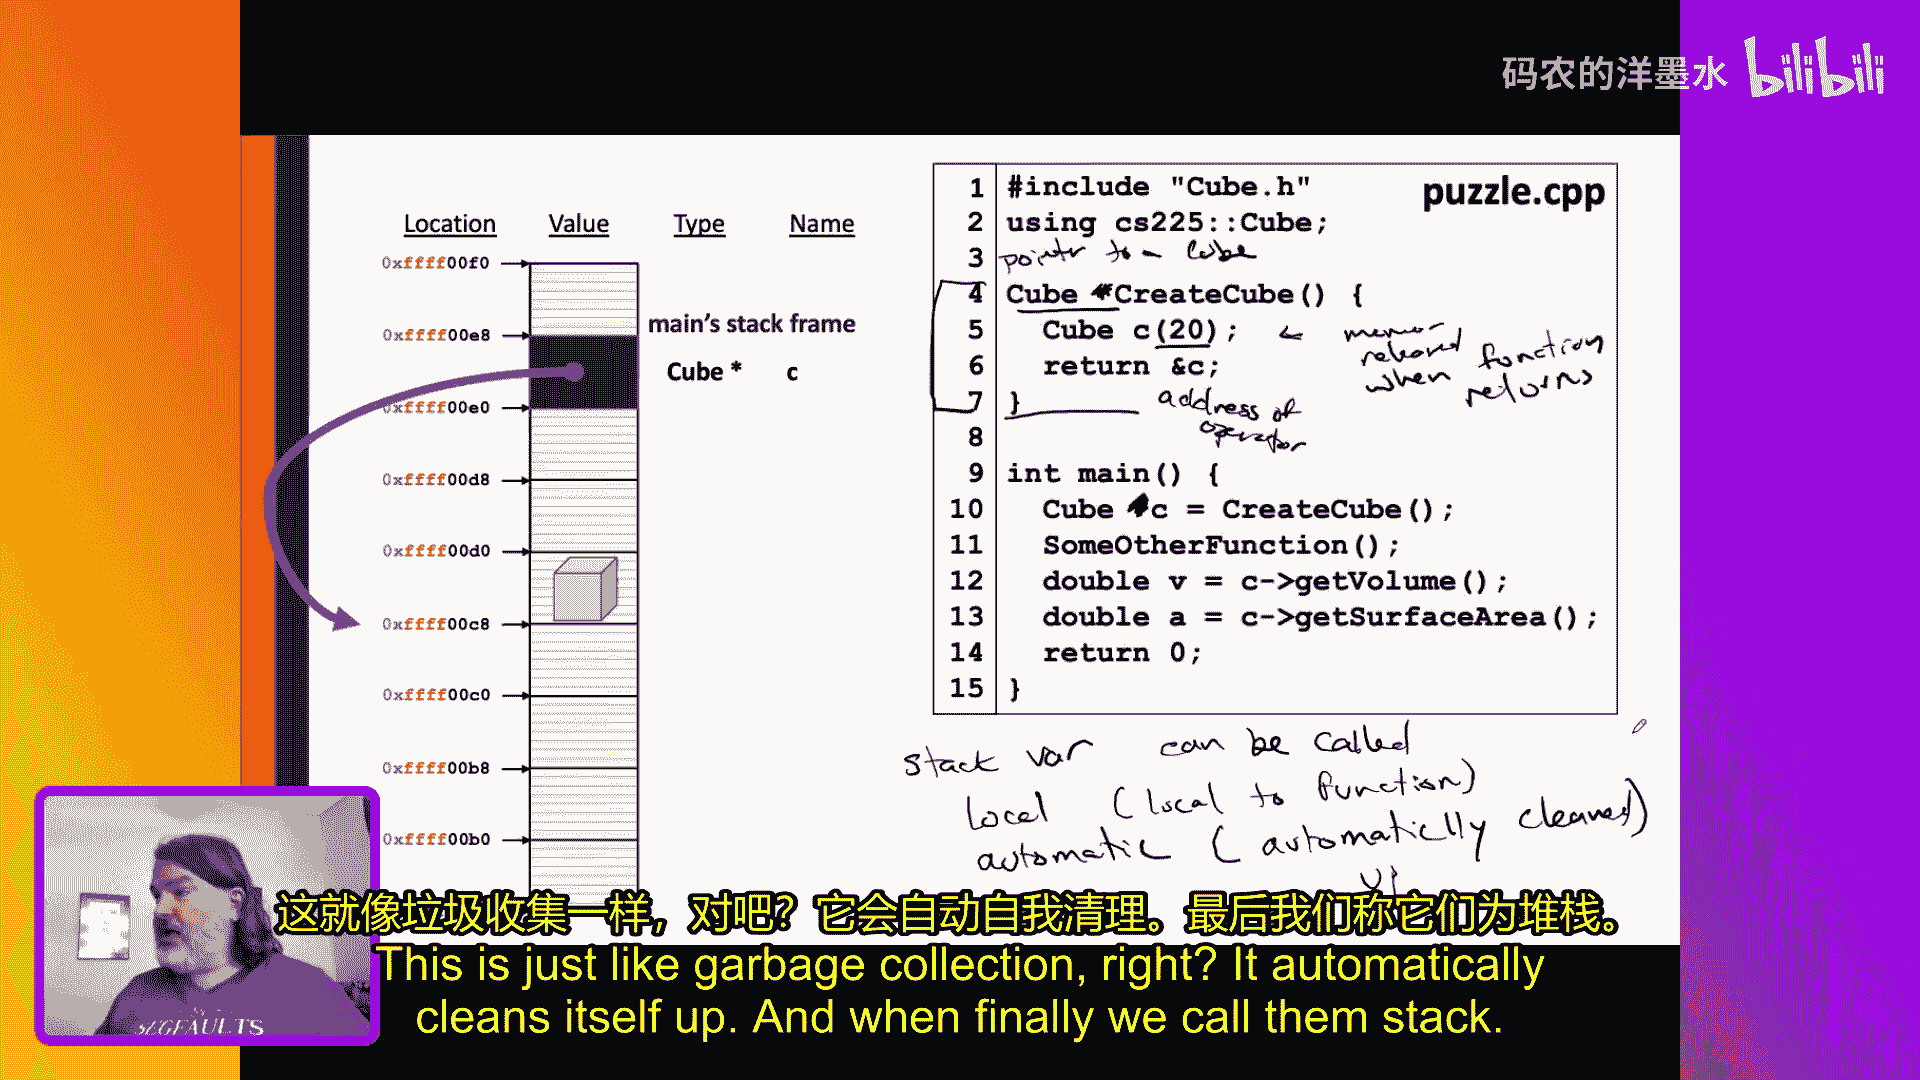 码农的洋墨水 bilibili
Location Value Type Name
0xffff00f0
main's stack frame
0xffff00e8
Cube * c
0xffff00e0
0xffff00d8
0xffff00d0
0xffff00c8
0xffff00c0
0xffff00b8
0xffff00b0
puzzle.cpp
1 #include "Cube.h"
2 using cs225::Cube;
3
pointr to a Cube
4 Cube *CreateCube() {
5 Cube c(20);
← memor
released function
when returns
6 return &c;
7 }
address of
operator
8
9 int main() {
10 Cube *c = CreateCube();
11 SomeOtherFunction();
12 double v = c->getVolume();
13 double a = c->getSurfaceArea();
14 return 0;
15 }
stack var can be called
local (local to function)
automatic (automatically cleaned)
up
SEGFAULTS
这就像垃圾收集一样，对吧？它会自动自我清理。最后我们称它们为堆栈。
This is just like garbage collection, right? It automatically
cleans itself up. And when finally we call them stack.